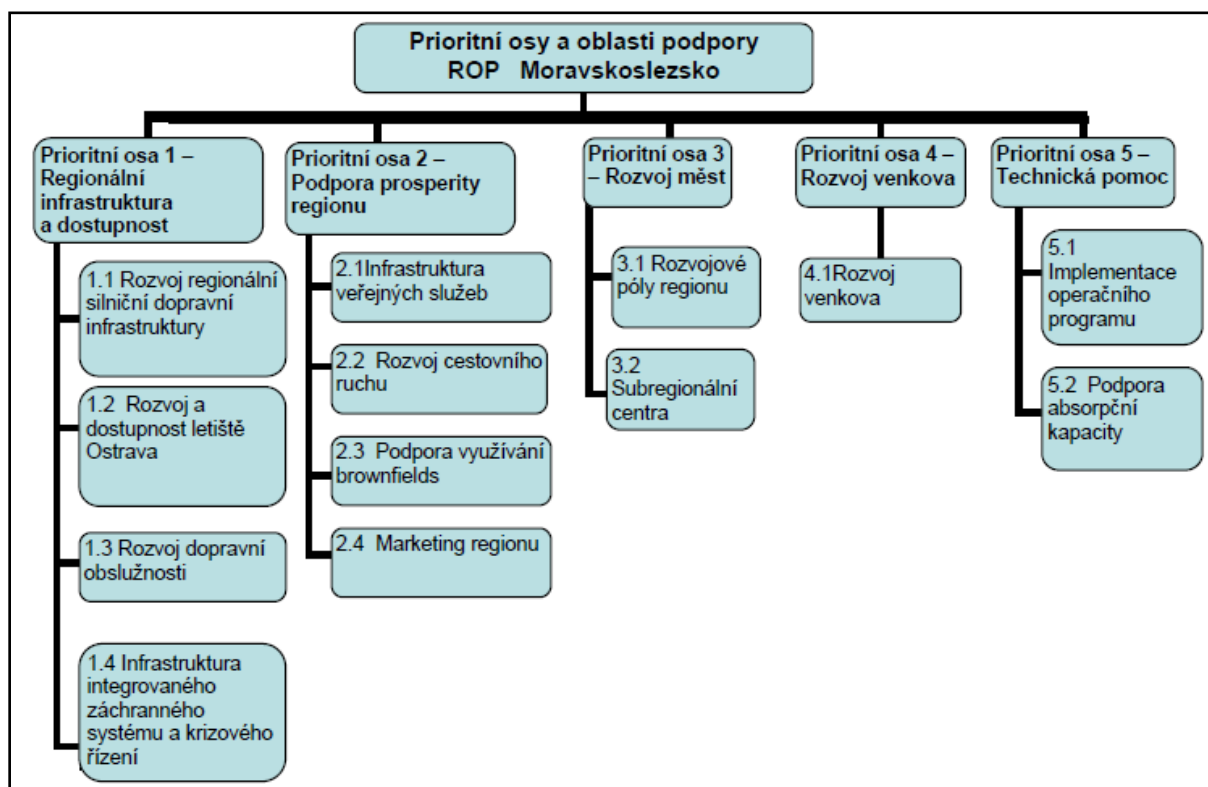 Prioritní osy a oblasti podpory
ROP Moravskoslezsko
Prioritní osa 1 –
Regionální
infrastruktura
a dostupnost
1.1 Rozvoj regionální
silniční dopravní
infrastruktury
1.2 Rozvoj a
dostupnost letiště
Ostrava
1.3 Rozvoj dopravní
obslužnosti
1.4 Infrastruktura
integrovaného
záchranného
systému a krizového
řízení
Prioritní osa 2 –
Podpora prosperity
regionu
2.1Infrastruktura
veřejných služeb
2.2 Rozvoj cestovního
ruchu
2.3 Podpora využívání
brownfields
2.4 Marketing regionu
Prioritní osa 3
– Rozvoj měst
3.1 Rozvojové
póly regionu
3.2
Subregionální
centra
Prioritní osa 4 –
Rozvoj venkova
4.1Rozvoj
venkova
Prioritní osa 5 –
Technická pomoc
5.1
Implementace
operačního
programu
5.2 Podpora
absorpční
kapacity